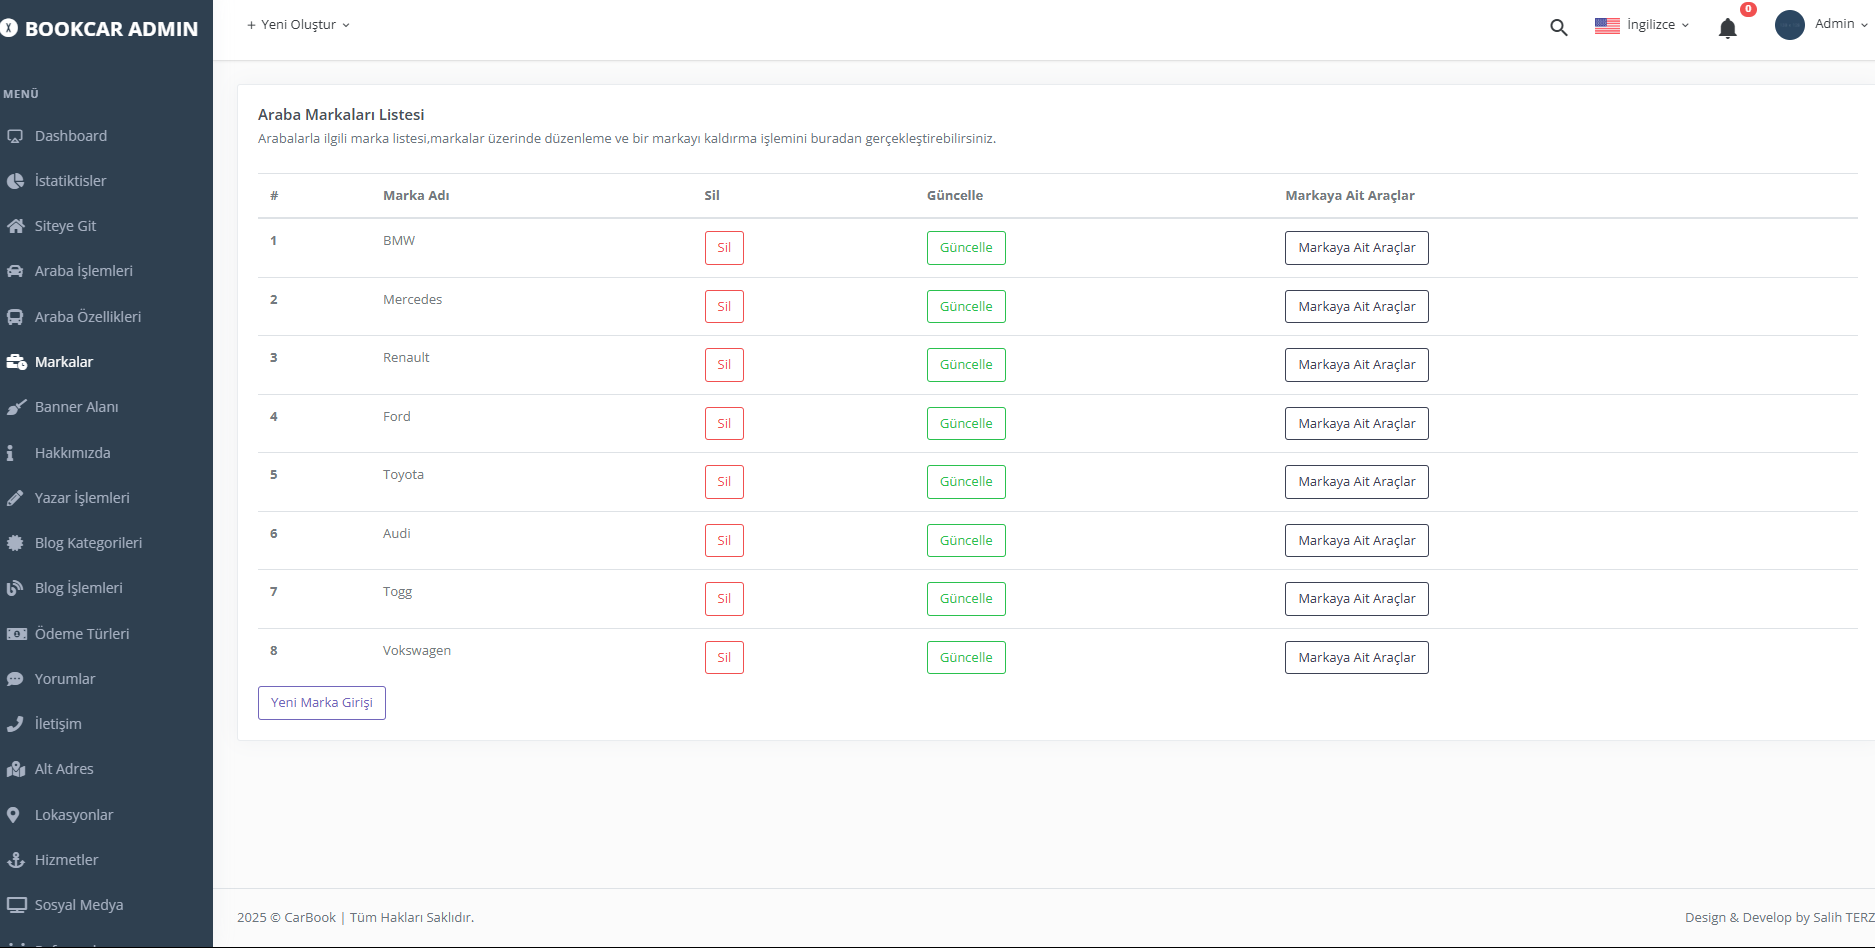 BOOKCAR ADMIN
+ Yeni Oluştur
İngilizce
0
Admin
MENÜ
Dashboard
İstatiktisler
Siteye Git
Araba İşlemleri
Araba Özellikleri
Markalar
Banner Alanı
Hakkımızda
Yazar İşlemleri
Blog Kategorileri
Blog İşlemleri
Ödeme Türleri
Yorumlar
İletişim
Alt Adres
Lokasyonlar
Hizmetler
Sosyal Medya
Araba Markaları Listesi
Arabalarla ilgili marka listesi,markalar üzerinde düzenleme ve bir markayı kaldırma işlemini buradan gerçekleştirebilirsiniz.
# Marka Adı Sil Güncelle Markaya Ait Araçlar
1 BMW Sil Güncelle Markaya Ait Araçlar
2 Mercedes Sil Güncelle Markaya Ait Araçlar
3 Renault Sil Güncelle Markaya Ait Araçlar
4 Ford Sil Güncelle Markaya Ait Araçlar
5 Toyota Sil Güncelle Markaya Ait Araçlar
6 Audi Sil Güncelle Markaya Ait Araçlar
7 Togg Sil Güncelle Markaya Ait Araçlar
8 Vokswagen Sil Güncelle Markaya Ait Araçlar
Yeni Marka Girişi
2025 © CarBook | Tüm Hakları Saklıdır.
Design & Develop by Salih TERZ